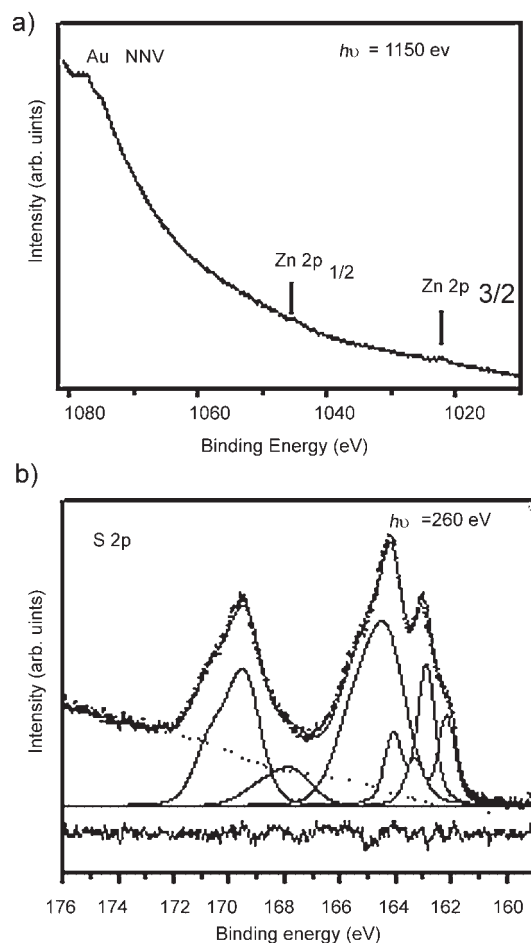 a)
Au NNV
hυ = 1150 ev
Intensity (arb. uints)
Zn 2p 1/2
Zn 2p 3/2
1080 1060 1040 1020
Binding Energy (eV)
b)
S 2p
hυ =260 eV
Intensity (arb. uints)
176 174 172 170 168 166 164 162 160
Binding energy (eV)